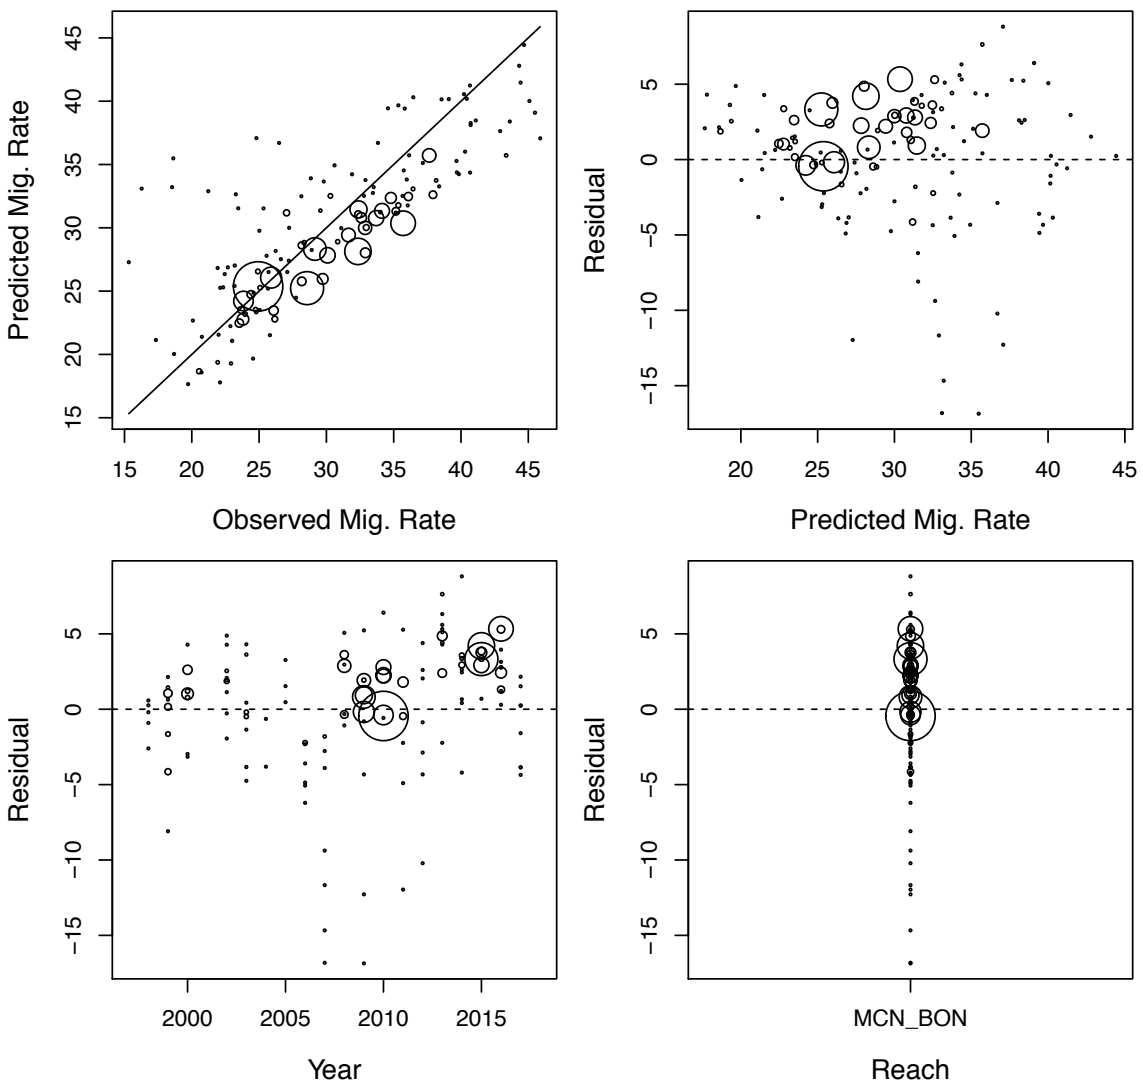 Predicted Mig. Rate
45
40
35
30
25
20
15
15 20 25 30 35 40 45
Observed Mig. Rate
Residual
5
0
−5
−10
−15
20 25 30 35 40 45
Predicted Mig. Rate
Residual
5
0
−5
−10
−15
2000 2005 2010 2015
Year
Residual
5
0
−5
−10
−15
MCN_BON
Reach